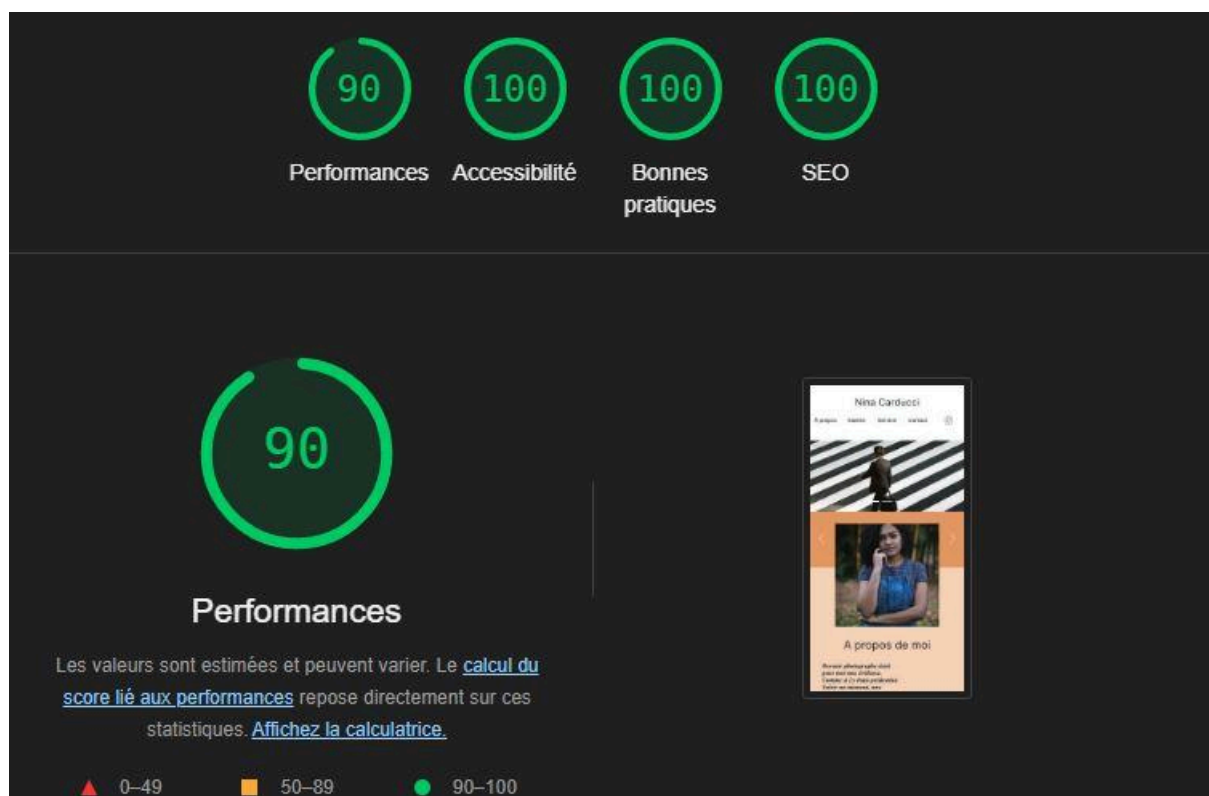 90
100
100
100
Performances
Accessibilité
Bonnes
pratiques
SEO
90
Performances
Les valeurs sont estimées et peuvent varier. Le calcul du
score lié aux performances repose directement sur ces
statistiques. Affichez la calculatrice.
0–49
50–89
90–100
Nina Carducci
A propos de moi